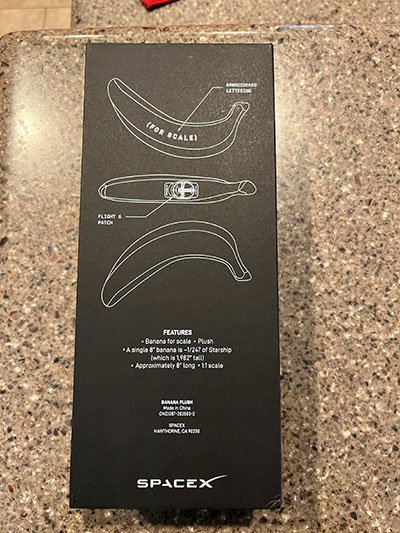 EMBROIDERED
LETTERING
(FOR SCALE)
FLIGHT 6
PATCH
FEATURES
• Banana for scale • Plush
• A single 8" banana is ~1/247 of Starship
(which is 1,982" tall)
• Approximately 8" long • 1:1 scale
BANANA PLUSH
Made in China
SPACEX
HAWTHORNE, CA 90250
SPACEX